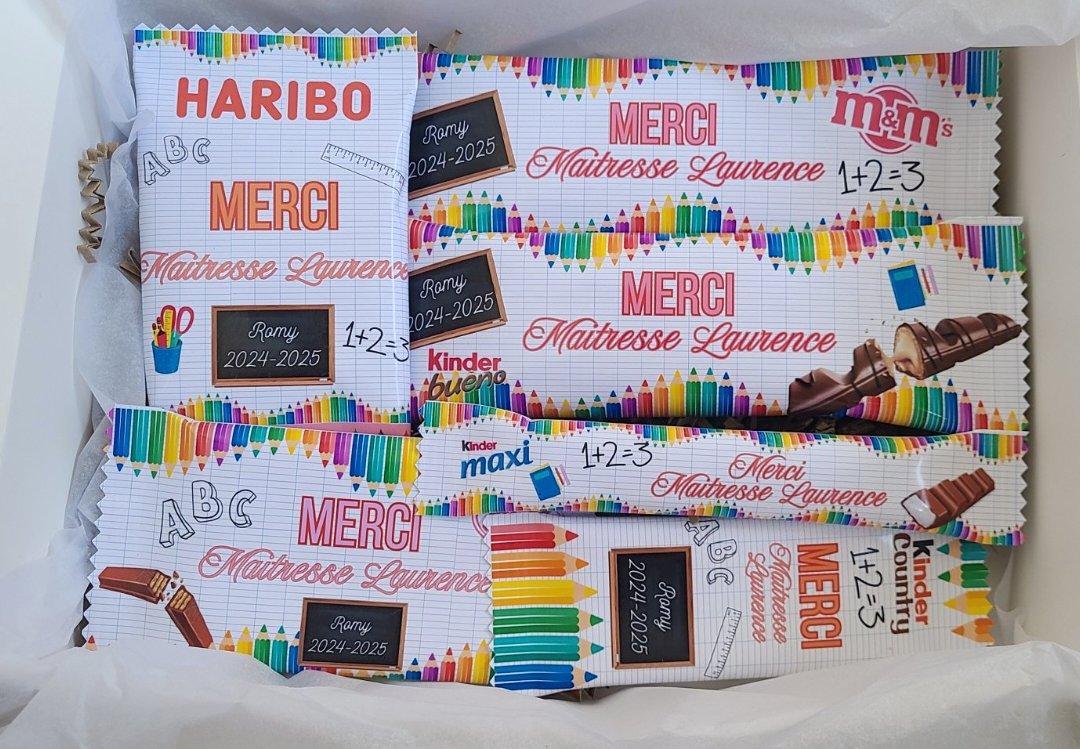 HARIBO
ABC
MERCI
Maitresse Laurence
Romy
2024-2025
1+2=3
Romy
2024-2025
MERCI
Maitresse Laurence
m&m's
1+2=3
Romy
2024-2025
MERCI
Maitresse Laurence
Kinder
bueno
Kinder
maxi
1+2=3
Merci
Maitresse Laurence
ABC
MERCI
Maitresse Laurence
Romy
2024-2025
Romy
2024-2025
ABC
MERCI
Maitresse
Laurence
1+2=3
kinder
Country